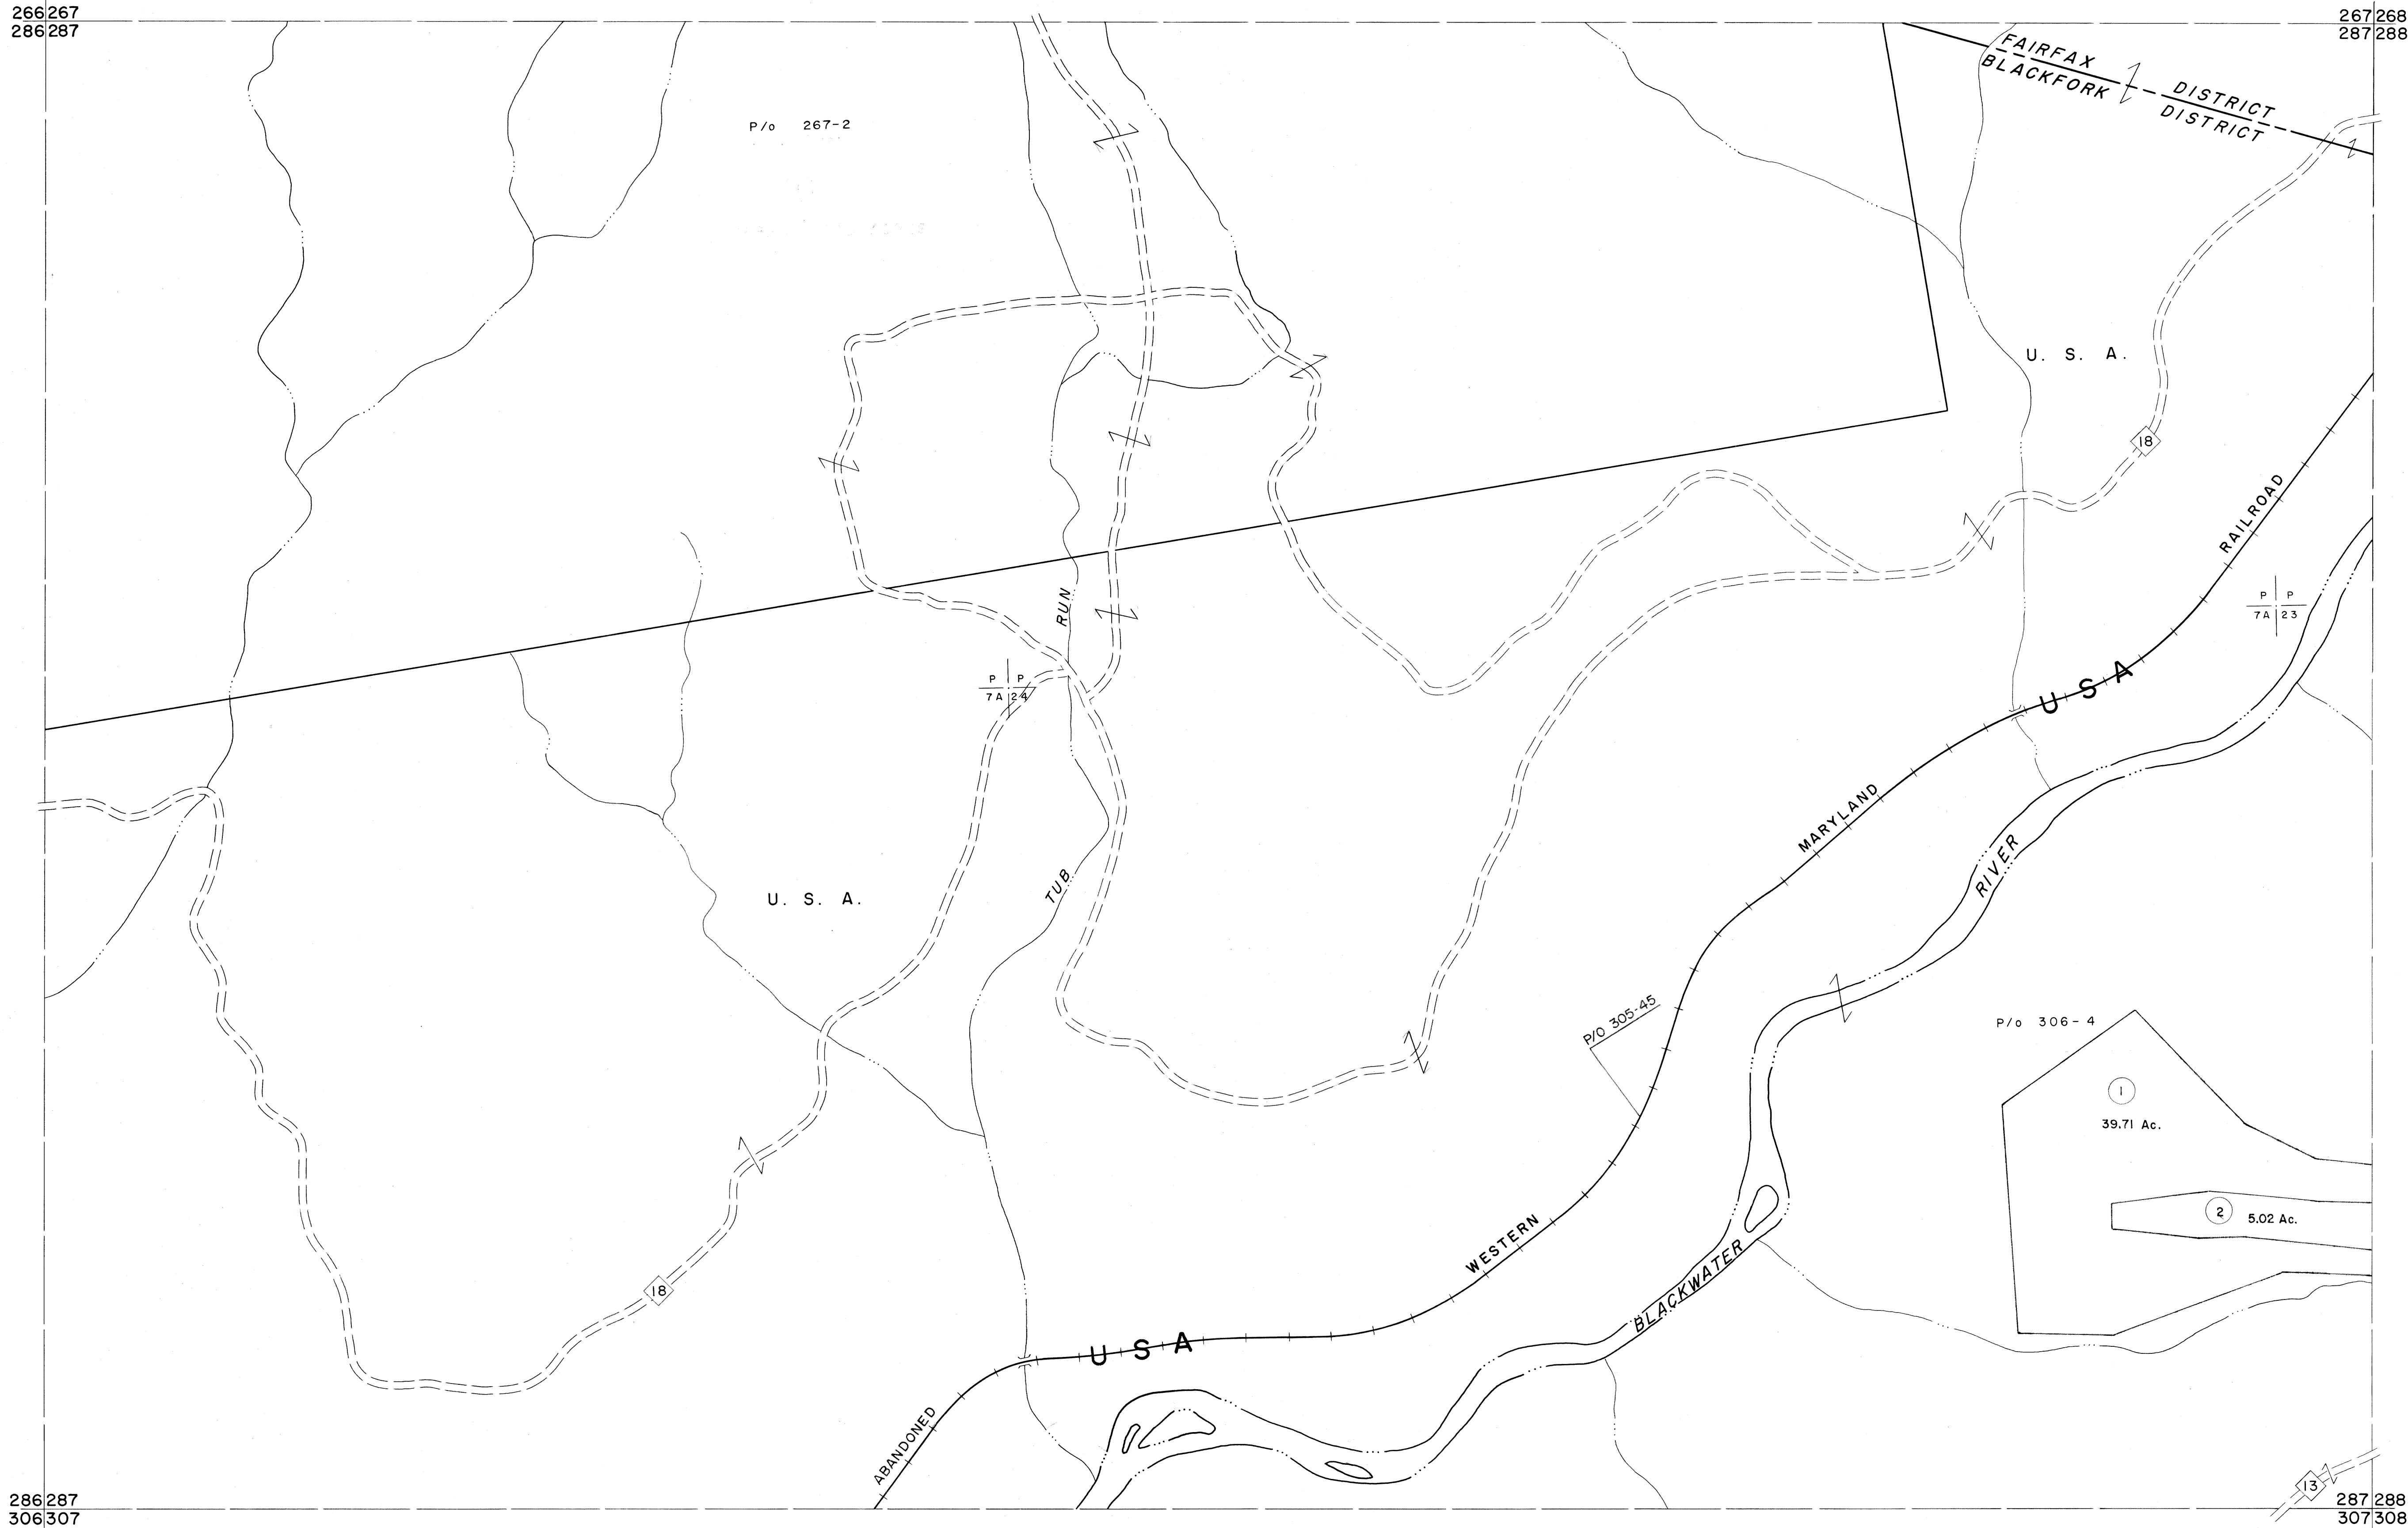 266 267
286 287
267 268
287 288
FAIRFAX DISTRICT
BLACKFORK DISTRICT
P/o 267-2
U. S. A.
18
RAILROAD
P P
7A 23
RUN
P P
7A 24
U S A
MARYLAND
RIVER
TUB
U. S. A.
P/O 305-45
P/o 306-4
1
39.71 Ac.
2
5.02 Ac.
WESTERN
BLACKWATER
18
U S A
ABANDONED
13
286 287
306 307
287 288
307 308